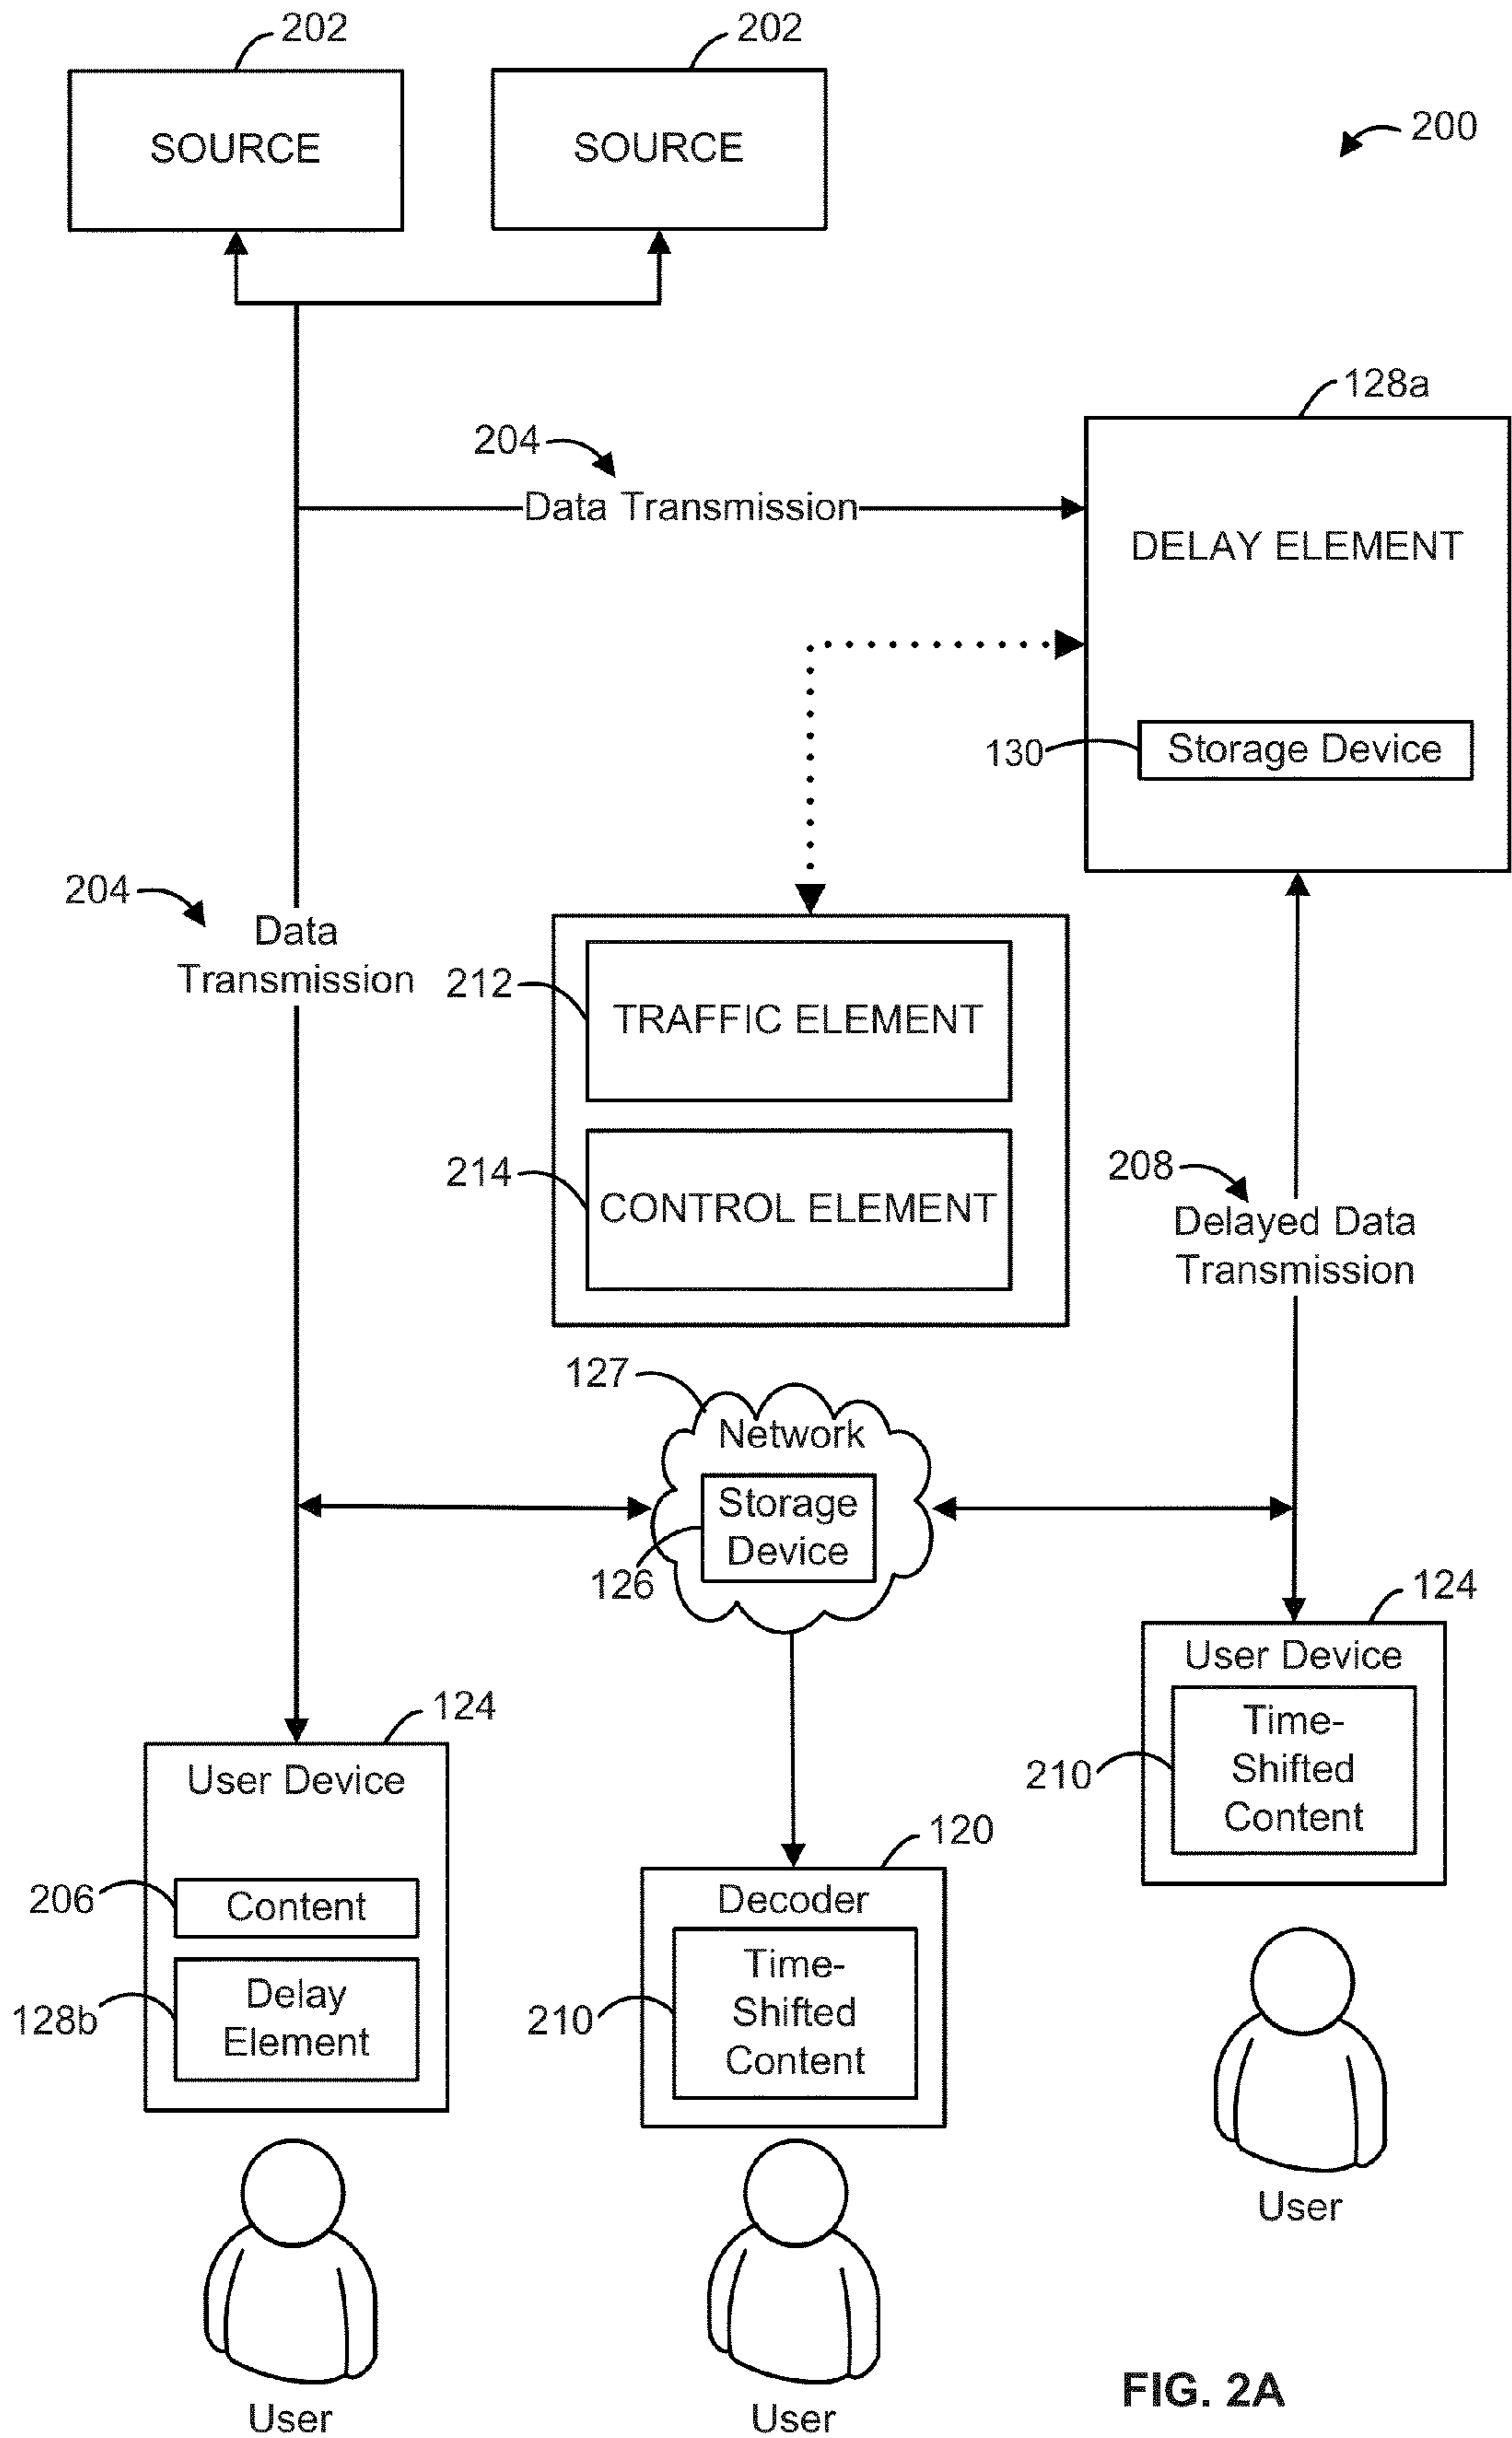 202
202
SOURCE
SOURCE
200
128a
204
Data Transmission
DELAY ELEMENT
130
Storage Device
204
Data
Transmission
212
TRAFFIC ELEMENT
214
CONTROL ELEMENT
208
Delayed Data
Transmission
127
Network
Storage
Device
126
124
User Device
Time-
Shifted
Content
210
124
User Device
206
Content
128b
Delay
Element
120
Decoder
Time-
Shifted
Content
210
User
User
User
FIG. 2A